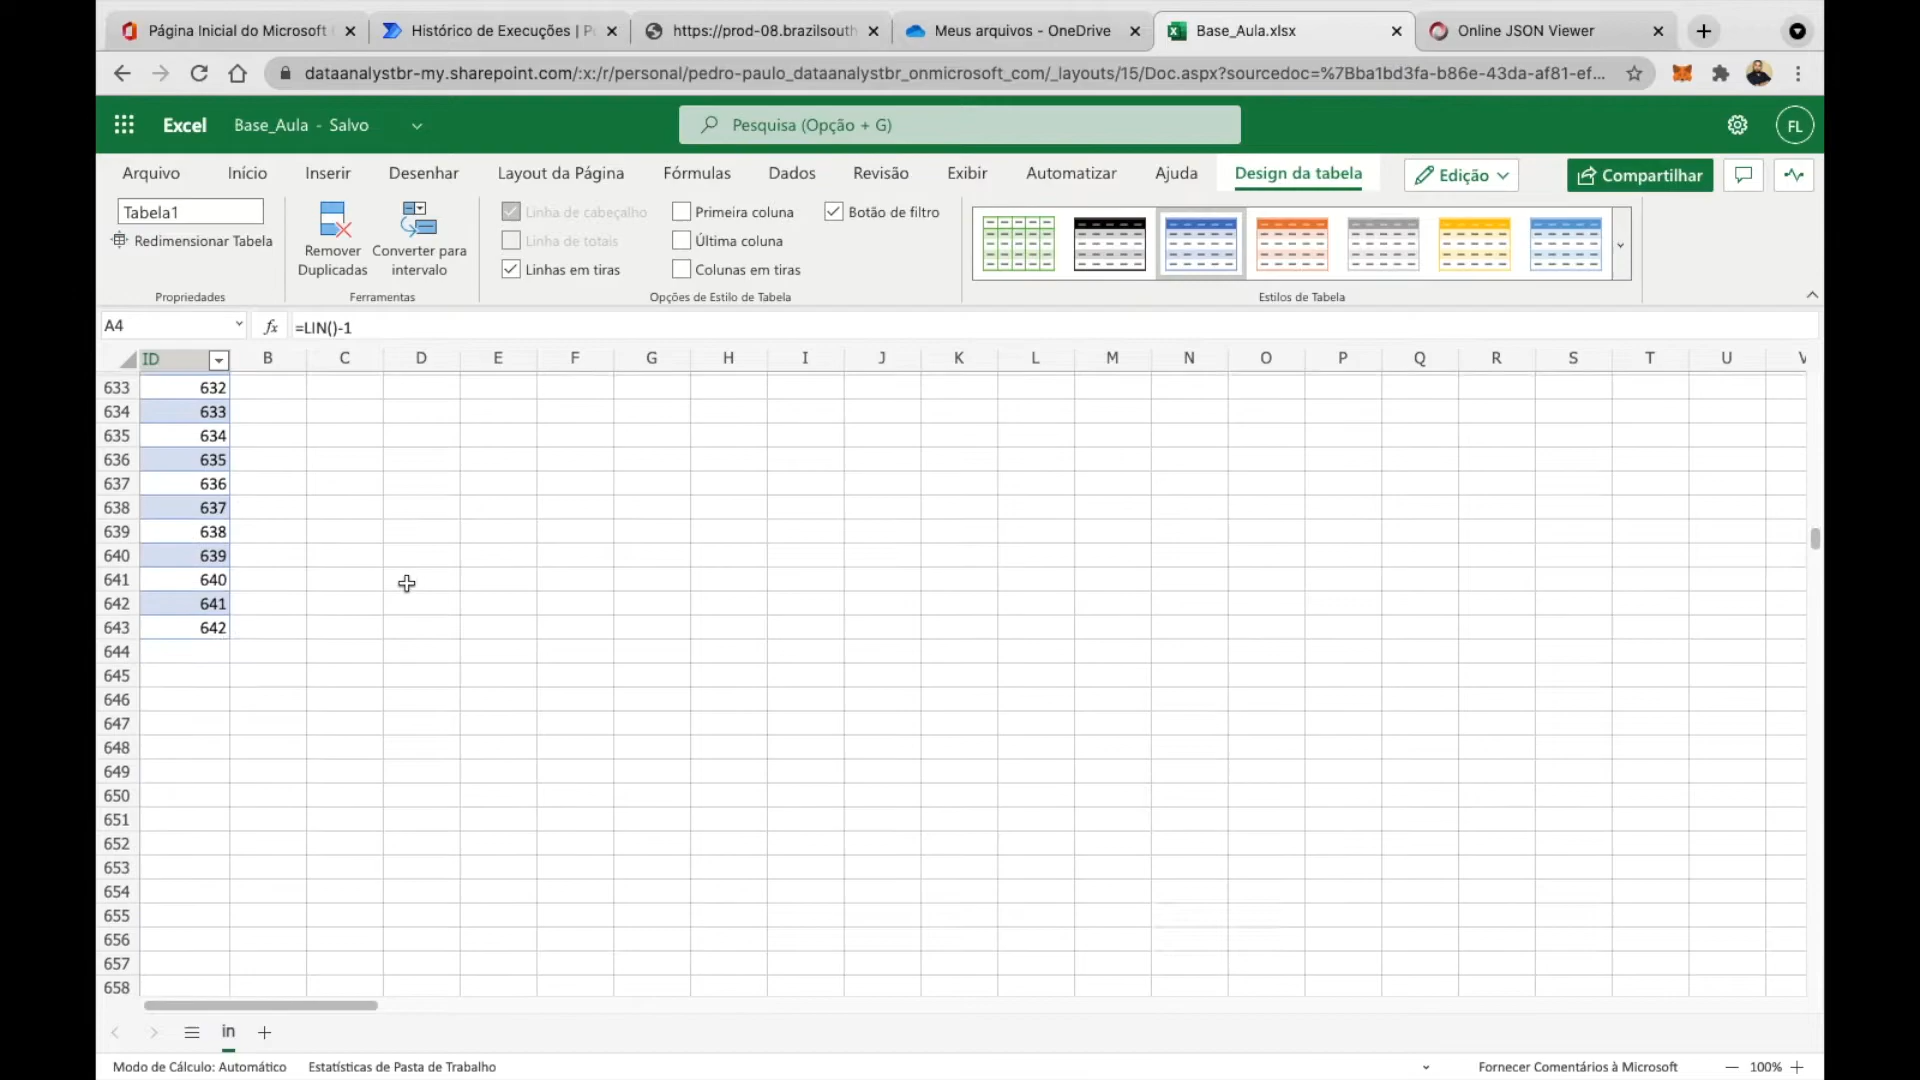 Página Inicial do Microsoft
Histórico de Execuções | P
https://prod-08.brazilsouth
Meus arquivos - OneDrive
Base_Aula.xlsx
Online JSON Viewer
dataanalystbr-my.sharepoint.com/:x:/r/personal/pedro-paulo_dataanalystbr_onmicrosoft_com/_layouts/15/Doc.aspx?sourcedoc=%7Bba1bd3fa-b86e-43da-af81-ef...
Excel
Base_Aula - Salvo
Pesquisa (Opção + G)
FL
Arquivo
Início
Inserir
Desenhar
Layout da Página
Fórmulas
Dados
Revisão
Exibir
Automatizar
Ajuda
Design da tabela
Edição
Compartilhar
Tabela1
Redimensionar Tabela
Propriedades
Remover
Duplicadas
Converter para
intervalo
Ferramentas
Linha de cabeçalho
Linha de totais
Linhas em tiras
Primeira coluna
Última coluna
Colunas em tiras
Botão de filtro
Opções de Estilo de Tabela
Estilos de Tabela
A4
fx
=LIN()-1
ID B C D E F G H I J K L M N O P Q R S T U V
633 632
634 633
635 634
636 635
637 636
638 637
639 638
640 639
641 640
642 641
643 642
644
645
646
647
648
649
650
651
652
653
654
655
656
657
658
in
Modo de Cálculo: Automático
Estatísticas de Pasta de Trabalho
Fornecer Comentários à Microsoft
100%